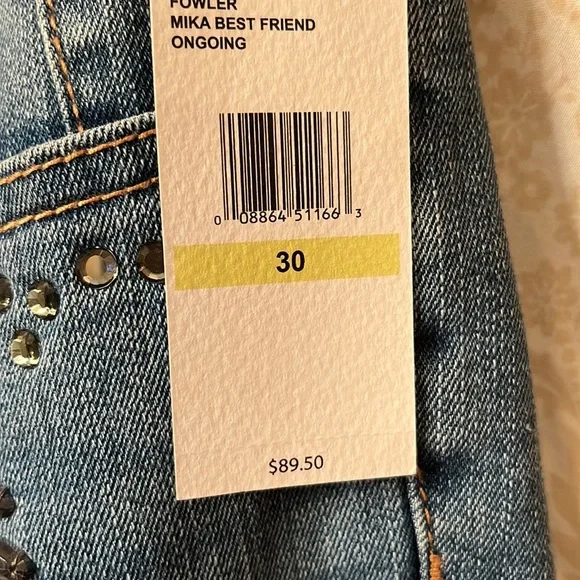 FOWLER
MIKA BEST FRIEND
ONGOING
0 08864 51166 3
30
$89.50